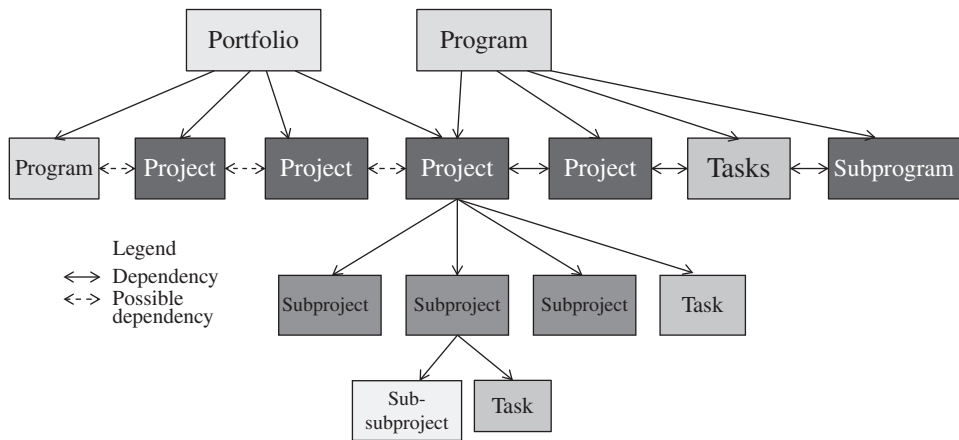 Portfolio
Program
Program
Project
Project
Project
Project
Tasks
Subprogram
Legend
Dependency
Possible
dependency
Subproject
Subproject
Subproject
Task
Sub-
subproject
Task